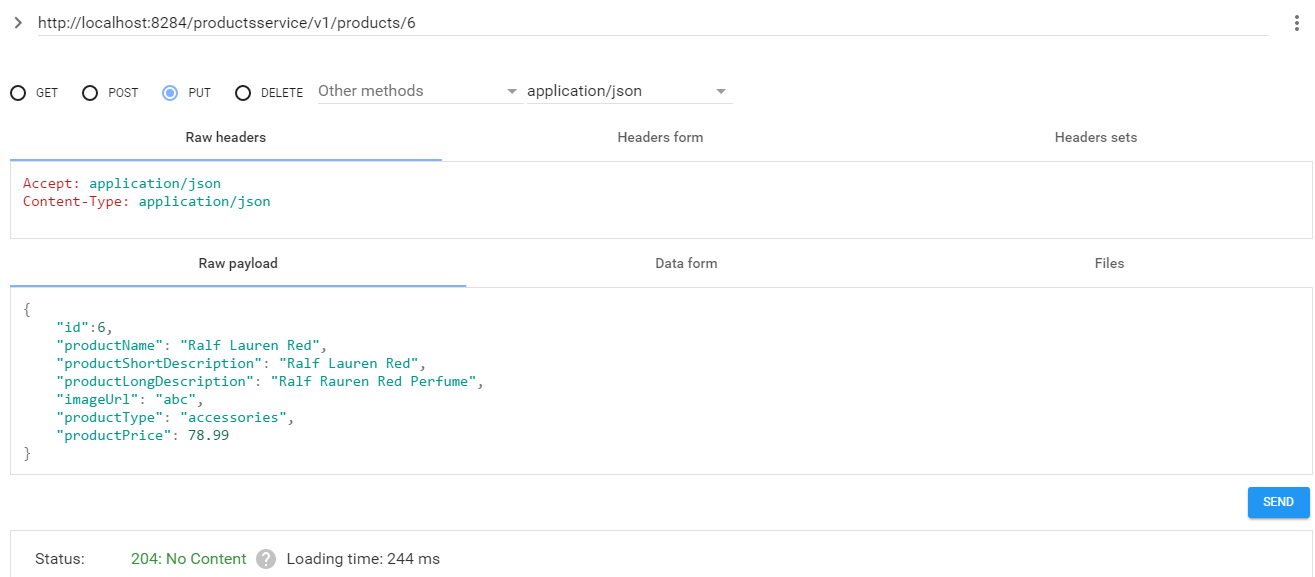 http://localhost:8284/productsservice/v1/products/6
GET POST PUT DELETE Other methods application/json
Raw headers Headers form Headers sets
Accept: application/json
Content-Type: application/json
Raw payload Data form Files
{
"id":6,
"productName": "Ralf Lauren Red",
"productShortDescription": "Ralf Lauren Red",
"productLongDescription": "Ralf Rauren Red Perfume",
"imageUrl": "abc",
"productType": "accessories",
"productPrice": 78.99
}
SEND
Status: 204: No Content ? Loading time: 244 ms